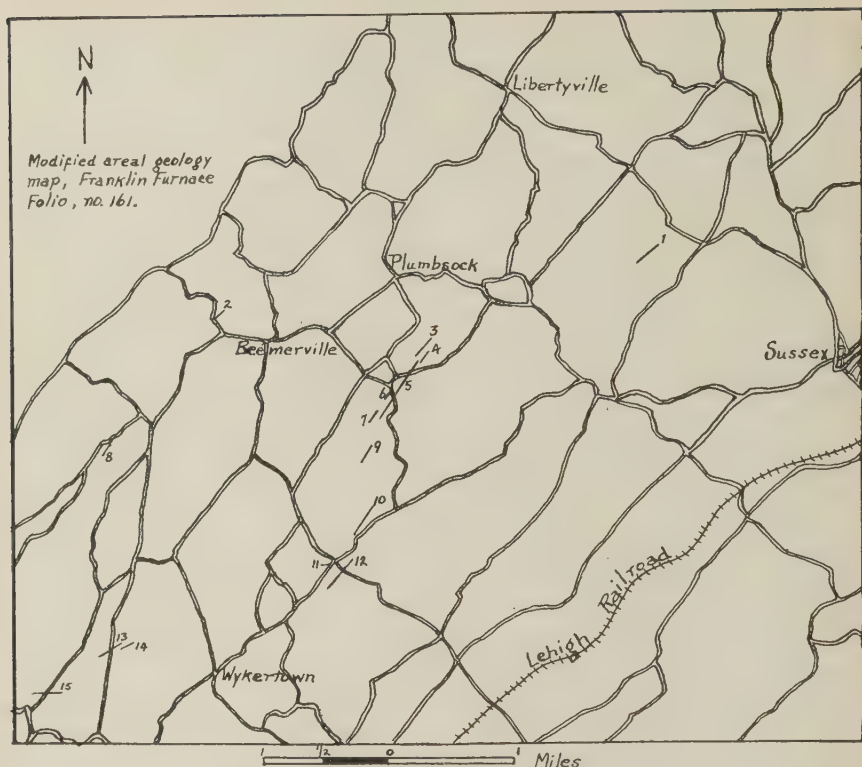 N
Libertyville
Modified areal geology
map, Franklin Furnace
Folio, no. 161.
1
Plumbsock
2
3
Beemerville
4
Sussex
5
6
7
8
9
10
11
12
Railroad
Lehigh
13
14
Wykertown
15
1 1/2 0 1 Miles